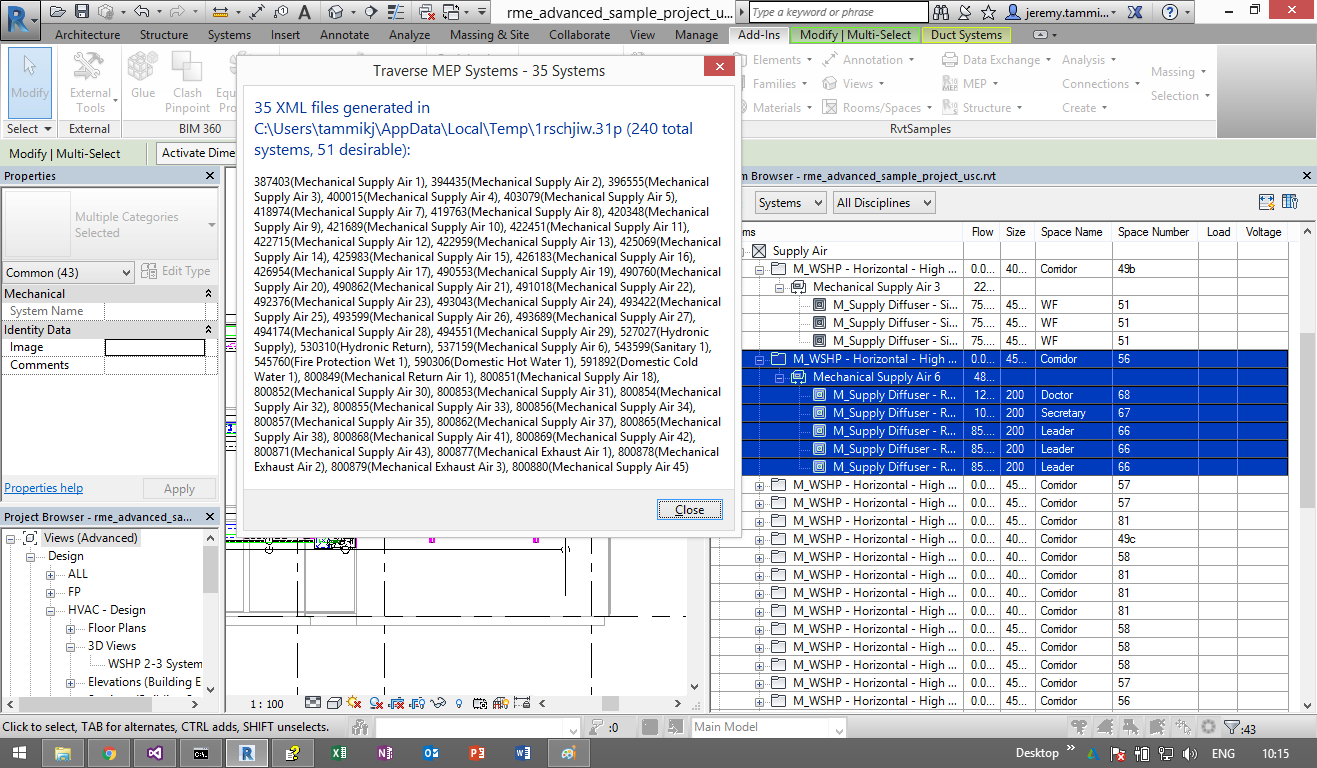 rme_advanced_sample_project_u...
Type a keyword or phrase
jeremy.tammi...
Architecture Structure Systems Insert Annotate Analyze Massing & Site Collaborate View Manage Add-Ins Modify | Multi-Select Duct Systems
Modify
External
Tools
Glue
Clash
Pinpoint
Elements
Families
Materials
Annotation
Views
Rooms/Spaces
Data Exchange
MEP
Structure
Analysis
Connections
Create
Massing
Selection
Select
External
BIM 360
RvtSamples
Modify | Multi-Select
Activate Dime
Properties
Multiple Categories
Selected
Common (43)
Edit Type
Mechanical
System Name
Identity Data
Image
Comments
Properties help
Apply
Project Browser - rme_advanced_sa...
Views (Advanced)
Design
ALL
FP
HVAC - Design
Floor Plans
3D Views
WSHP 2-3 System
Elevations (Building E
Traverse MEP Systems - 35 Systems
35 XML files generated in
C:\Users\tammikj\AppData\Local\Temp\1rschjiw.31p (240 total
systems, 51 desirable):
387403(Mechanical Supply Air 1), 394435(Mechanical Supply Air 2), 396555(Mechanical
Supply Air 3), 400015(Mechanical Supply Air 4), 403079(Mechanical Supply Air 5),
418974(Mechanical Supply Air 7), 419763(Mechanical Supply Air 8), 420348(Mechanical
Supply Air 9), 421689(Mechanical Supply Air 10), 422451(Mechanical Supply Air 11),
422715(Mechanical Supply Air 12), 422959(Mechanical Supply Air 13), 425069(Mechanical
Supply Air 14), 425983(Mechanical Supply Air 15), 426183(Mechanical Supply Air 16),
426954(Mechanical Supply Air 17), 490553(Mechanical Supply Air 19), 490760(Mechanical
Supply Air 20), 490862(Mechanical Supply Air 21), 491018(Mechanical Supply Air 22),
492376(Mechanical Supply Air 23), 493043(Mechanical Supply Air 24), 493422(Mechanical
Supply Air 25), 493599(Mechanical Supply Air 26), 493689(Mechanical Supply Air 27),
494174(Mechanical Supply Air 28), 494551(Mechanical Supply Air 29), 527027(Hydronic
Supply), 530310(Hydronic Return), 537159(Mechanical Supply Air 6), 543599(Sanitary 1),
545760(Fire Protection Wet 1), 590306(Domestic Hot Water 1), 591892(Domestic Cold
Water 1), 800849(Mechanical Return Air 1), 800851(Mechanical Supply Air 18),
800852(Mechanical Supply Air 30), 800853(Mechanical Supply Air 31), 800854(Mechanical
Supply Air 32), 800855(Mechanical Supply Air 33), 800856(Mechanical Supply Air 34),
800857(Mechanical Supply Air 35), 800862(Mechanical Supply Air 37), 800865(Mechanical
Supply Air 38), 800868(Mechanical Supply Air 41), 800869(Mechanical Supply Air 42),
800871(Mechanical Supply Air 43), 800877(Mechanical Exhaust Air 1), 800878(Mechanical
Exhaust Air 2), 800879(Mechanical Exhaust Air 3), 800880(Mechanical Supply Air 45)
Close
m Browser - rme_advanced_sample_project_usc.rvt
Systems All Disciplines
ms Flow Size Space Name Space Number Load Voltage
Supply Air
M_WSHP - Horizontal - High ... 0.0... 40... Corridor 49b
Mechanical Supply Air 3 22...
M_Supply Diffuser - Si... 75.... 45... WF 51
M_Supply Diffuser - Si... 75.... 45... WF 51
M_Supply Diffuser - Si... 75.... 45... WF 51
M_WSHP - Horizontal - High ... 0.0... 45... Corridor 56
Mechanical Supply Air 6 48...
M_Supply Diffuser - R... 12... 200 Doctor 68
M_Supply Diffuser - R... 10... 200 Secretary 67
M_Supply Diffuser - R... 85.... 200 Leader 66
M_Supply Diffuser - R... 85.... 200 Leader 66
M_Supply Diffuser - R... 85.... 200 Leader 66
M_WSHP - Horizontal - High ... 0.0... 45... Corridor 57
M_WSHP - Horizontal - High ... 0.0... 45... Corridor 57
M_WSHP - Horizontal - High ... 0.0... 45... Corridor 81
M_WSHP - Horizontal - High ... 0.0... 40... Corridor 49c
M_WSHP - Horizontal - High ... 0.0... 40... Corridor 58
M_WSHP - Horizontal - High ... 0.0... 40... Corridor 81
M_WSHP - Horizontal - High ... 0.0... 40... Corridor 81
M_WSHP - Horizontal - High ... 0.0... 40... Corridor 81
M_WSHP - Horizontal - High ... 0.0... 45... Corridor 58
M_WSHP - Horizontal - High ... 0.0... 45... Corridor 58
M_WSHP - Horizontal - High ... 0.0... 45... Corridor 58
M_WSHP - Horizontal - High ... 0.0... 45... Corridor 57
M_WSHP - Horizontal - High ... 0.0... 40... Corridor 56
1 : 100
Click to select, TAB for alternates, CTRL adds, SHIFT unselects.
:0
Main Model
:43
Desktop
ENG
10:15